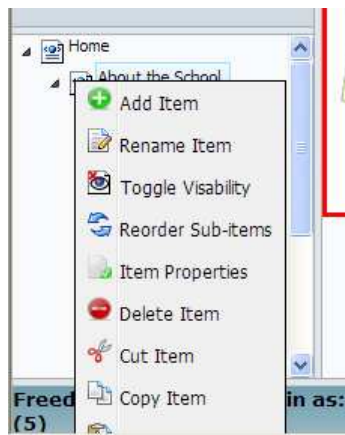 Home
About the School
Add Item
Rename Item
Toggle Visability
Reorder Sub-items
Item Properties
Delete Item
Cut Item
Copy Item
Freed
in as:
(5)